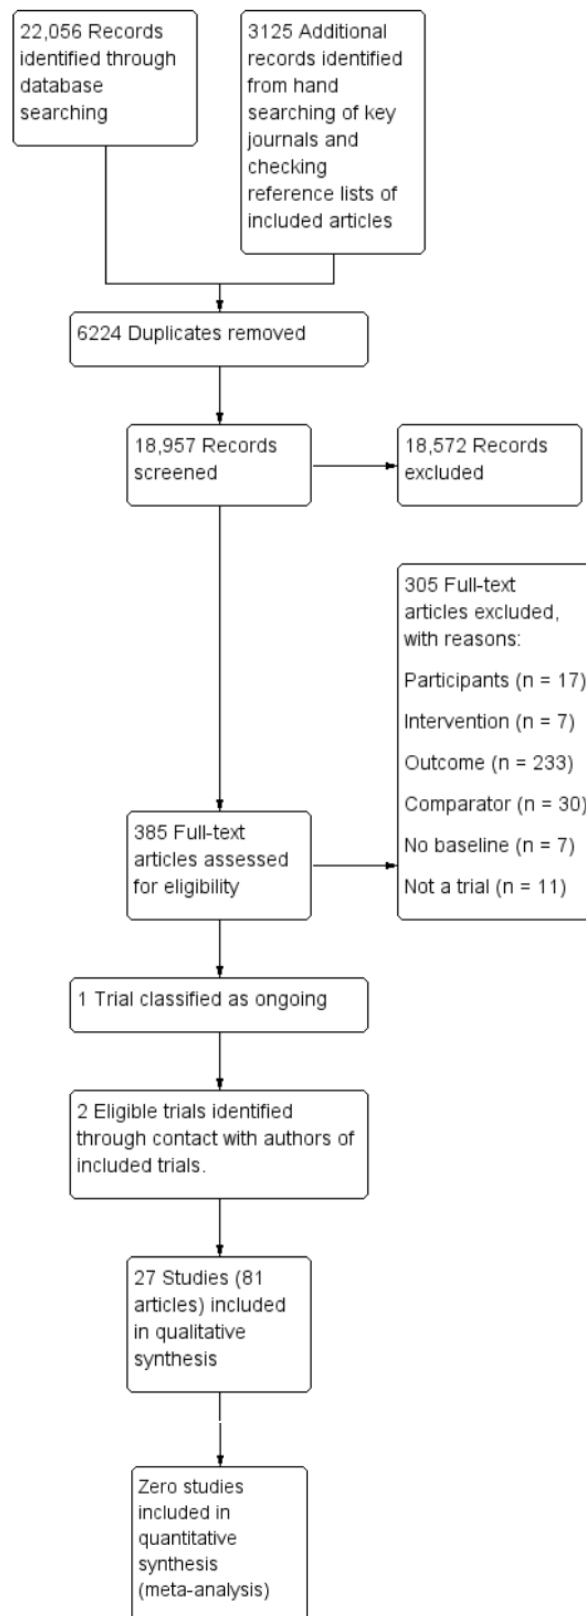 22,056 Records
identified through
database
searching
3125 Additional
records identified
from hand
searching of key
journals and
checking
reference lists of
included articles
6224 Duplicates removed
18,957 Records
screened
18,572 Records
excluded
305 Full-text
articles excluded,
with reasons:
Participants (n = 17)
Intervention (n = 7)
Outcome (n = 233)
Comparator (n = 30)
No baseline (n = 7)
Not a trial (n = 11)
385 Full-text
articles assessed
for eligibility
1 Trial classified as ongoing
2 Eligible trials identified
through contact with authors of
included trials.
27 Studies (81
articles) included
in qualitative
synthesis
Zero studies
included in
quantitative
synthesis
(meta-analysis)